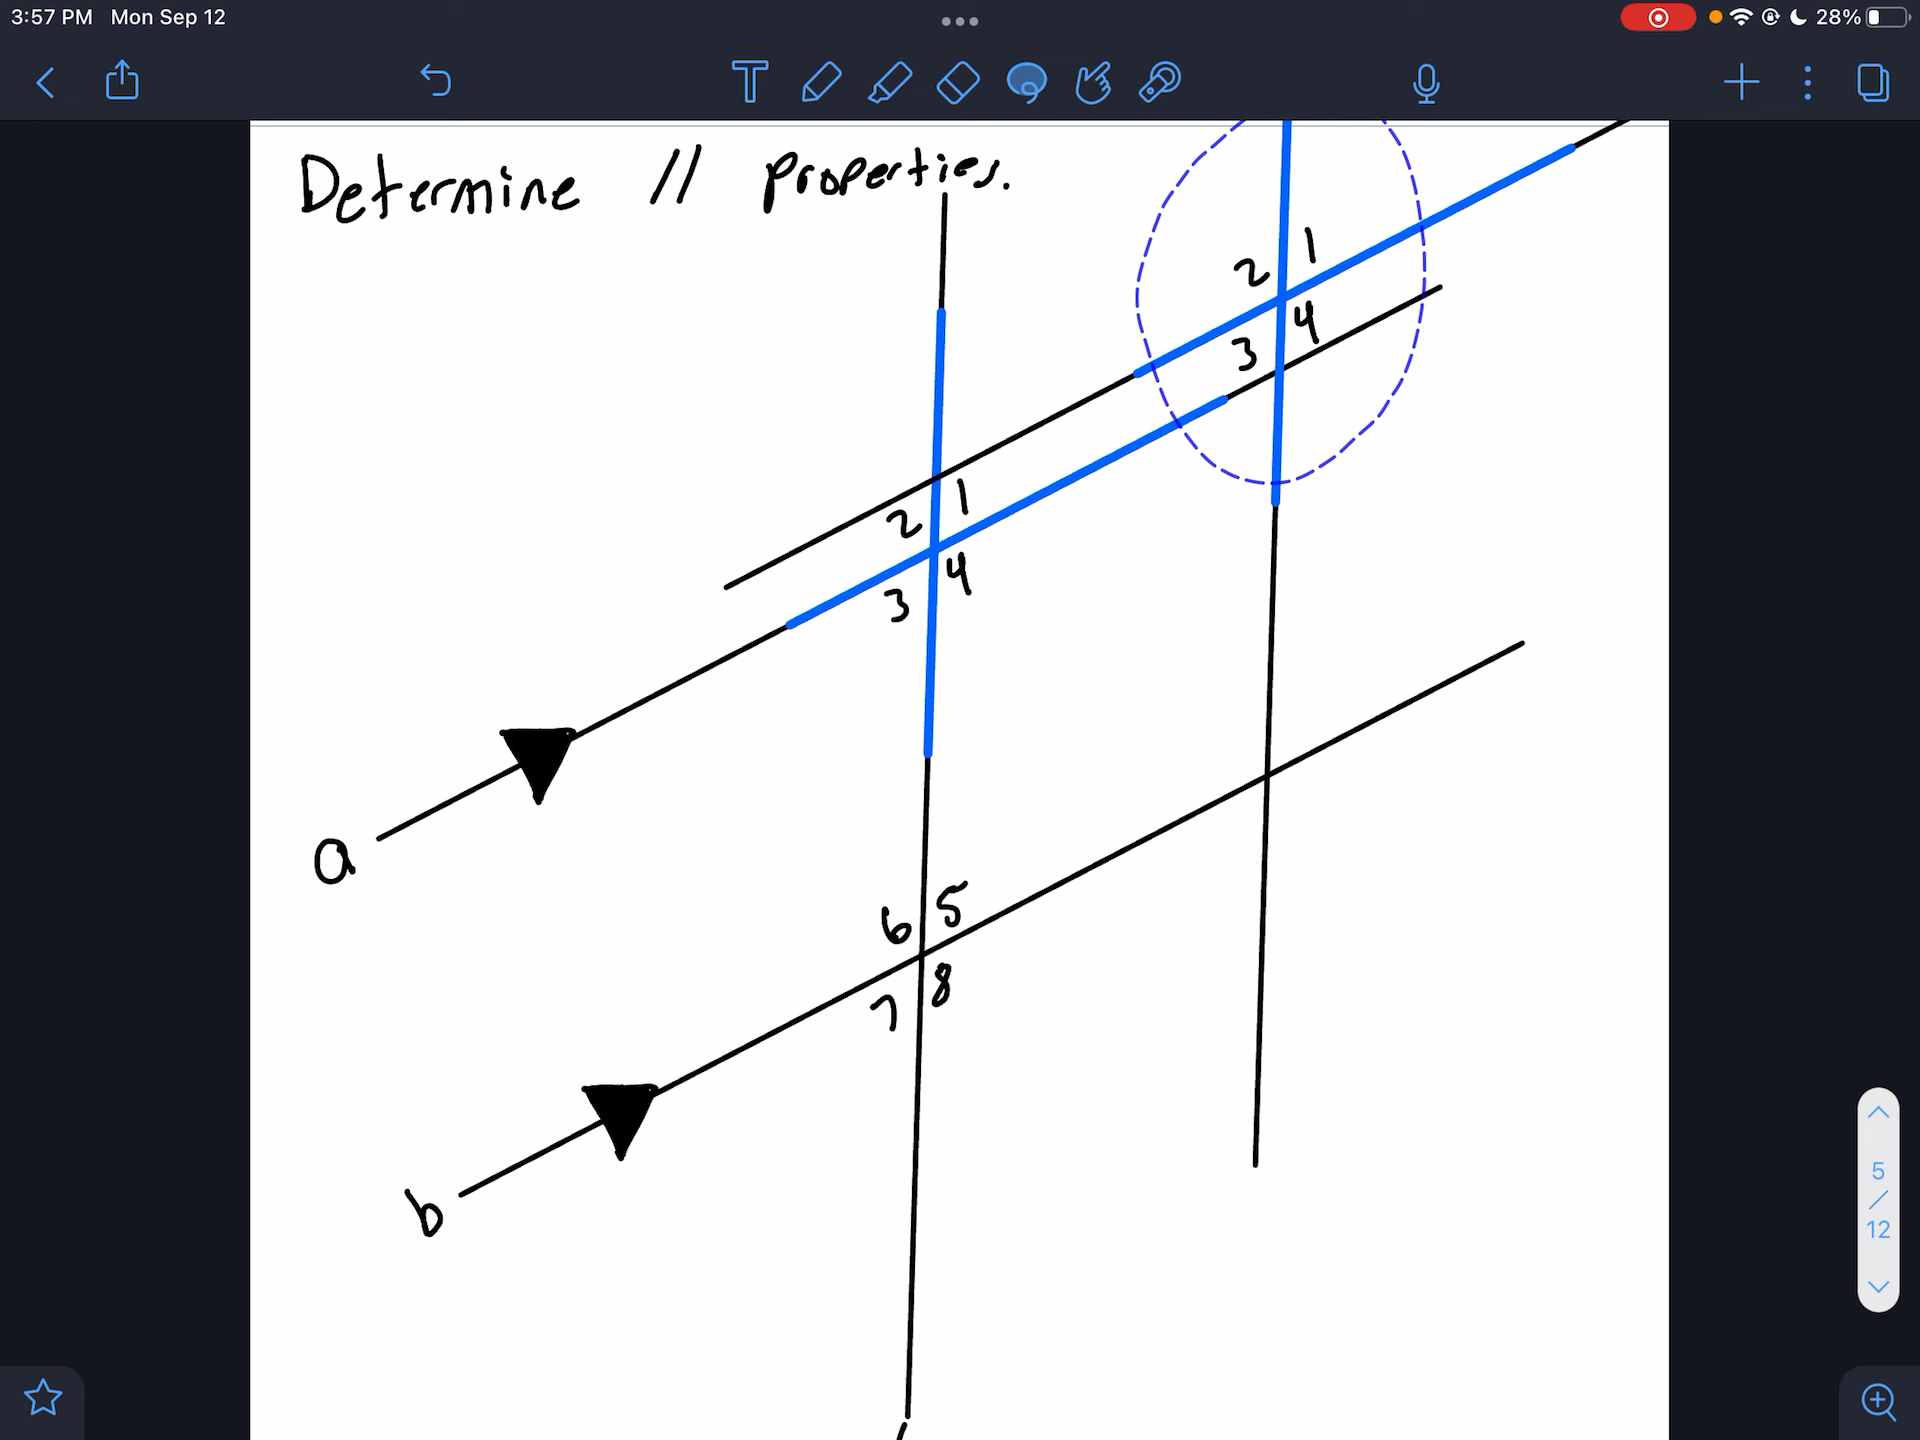 3:57 PM Mon Sep 12
28%
Determine // properties.
2 1
3 4
2 1
3 4
a
6 5
7 8
b
5
/
12